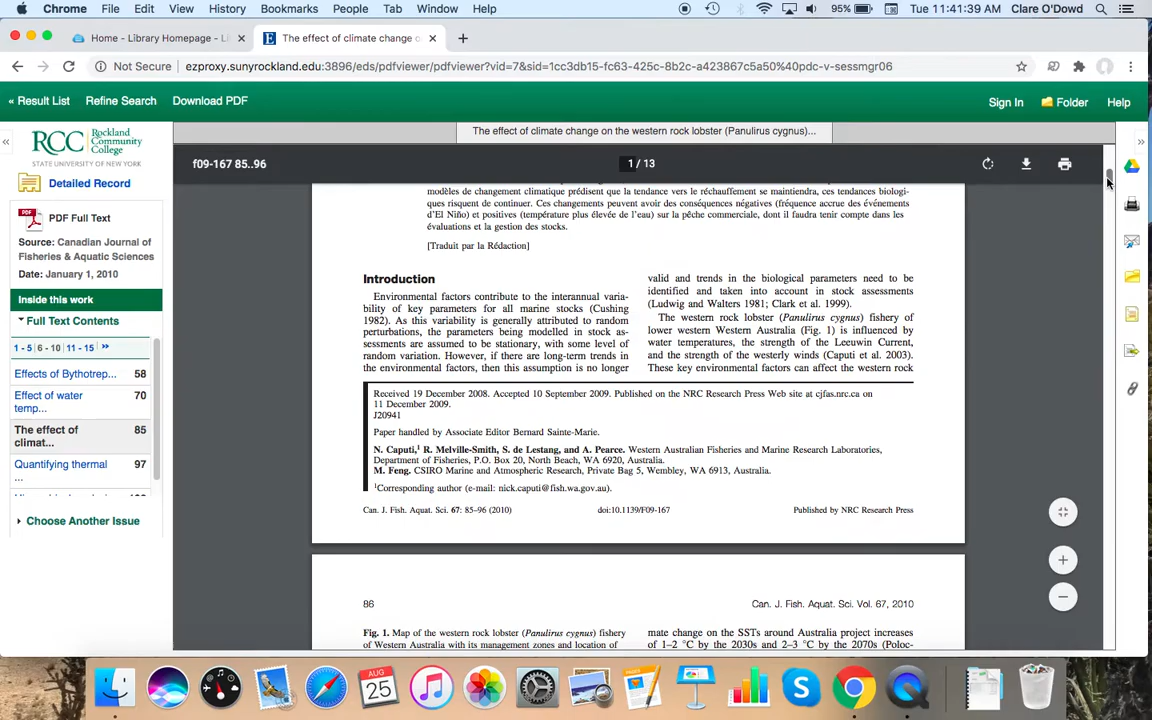 Chrome File Edit View History Bookmarks People Tab Window Help 95% Tue 11:41:39 AM Clare O'Dowd
Home - Library Homepage - Li
The effect of climate change o
Not Secure ezproxy.sunyrockland.edu:3896/eds/pdfviewer/pdfviewer?vid=7&sid=1cc3db15-fc63-425c-8b2c-a423867c5a50%40pdc-v-sessmgr06
« Result List Refine Search Download PDF Sign In Folder Help
The effect of climate change on the western rock lobster (Panulirus cygnus)...
f09-167 85..96 1 / 13
« RCC Rockland
Community
College
STATE UNIVERSITY OF NEW YORK
Detailed Record
PDF
PDF Full Text
Source: Canadian Journal of
Fisheries & Aquatic Sciences
Date: January 1, 2010
Inside this work
Full Text Contents
1 - 5 6 - 10 11 - 15
Effects of Bythotrep... 58
Effect of water
temp... 70
The effect of
climat... 85
Quantifying thermal
... 97
Choose Another Issue
modèles de changement climatique prédisent que la tendance vers le réchauffement se maintiendra, ces tendances biologi-
ques risquent de continuer. Ces changements peuvent avoir des conséquences négatives (fréquence accrue des événements
d'El Niño) et positives (température plus élevée de l'eau) sur la pêche commerciale, dont il faudra tenir compte dans les
évaluations et la gestion des stocks.
[Traduit par la Rédaction]
Introduction
Environmental factors contribute to the interannual varia-
bility of key parameters for all marine stocks (Cushing
1982). As this variability is generally attributed to random
perturbations, the parameters being modelled in stock as-
sessments are assumed to be stationary, with some level of
random variation. However, if there are long-term trends in
the environmental factors, then this assumption is no longer
valid and trends in the biological parameters need to be
identified and taken into account in stock assessments
(Ludwig and Walters 1981; Clark et al. 1999).
The western rock lobster (Panulirus cygnus) fishery of
lower western Western Australia (Fig. 1) is influenced by
water temperatures, the strength of the Leeuwin Current,
and the strength of the westerly winds (Caputi et al. 2003).
These key environmental factors can affect the western rock
Received 19 December 2008. Accepted 10 September 2009. Published on the NRC Research Press Web site at cjfas.nrc.ca on
11 December 2009.
J20941
Paper handled by Associate Editor Bernard Sainte-Marie.
N. Caputi,1 R. Melville-Smith, S. de Lestang, and A. Pearce. Western Australian Fisheries and Marine Research Laboratories,
Department of Fisheries, P.O. Box 20, North Beach, WA 6920, Australia.
M. Feng. CSIRO Marine and Atmospheric Research, Private Bag 5, Wembley, WA 6913, Australia.
1Corresponding author (e-mail: nick.caputi@fish.wa.gov.au).
Can. J. Fish. Aquat. Sci. 67: 85–96 (2010) doi:10.1139/F09-167 Published by NRC Research Press
86 Can. J. Fish. Aquat. Sci. Vol. 67, 2010
Fig. 1. Map of the western rock lobster (Panulirus cygnus) fishery
of Western Australia with its management zones and location of
mate change on the SSTs around Australia project increases
of 1–2 °C by the 2030s and 2–3 °C by the 2070s (Poloc-
AUG
25